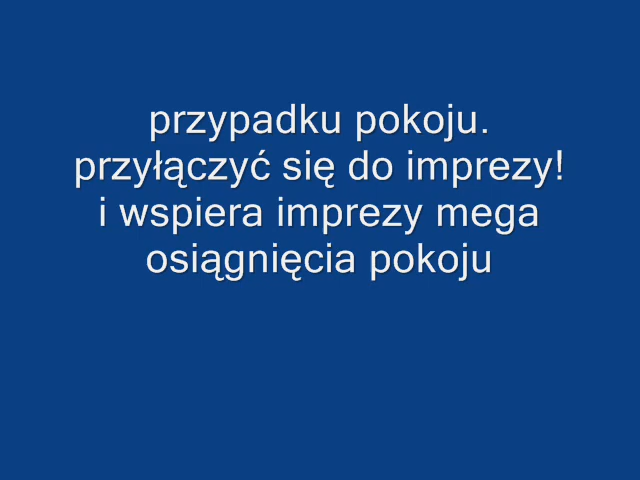 przypadku pokoju.
przyłączyć się do imprezy!
i wspiera imprezy mega
osiągnięcia pokoju